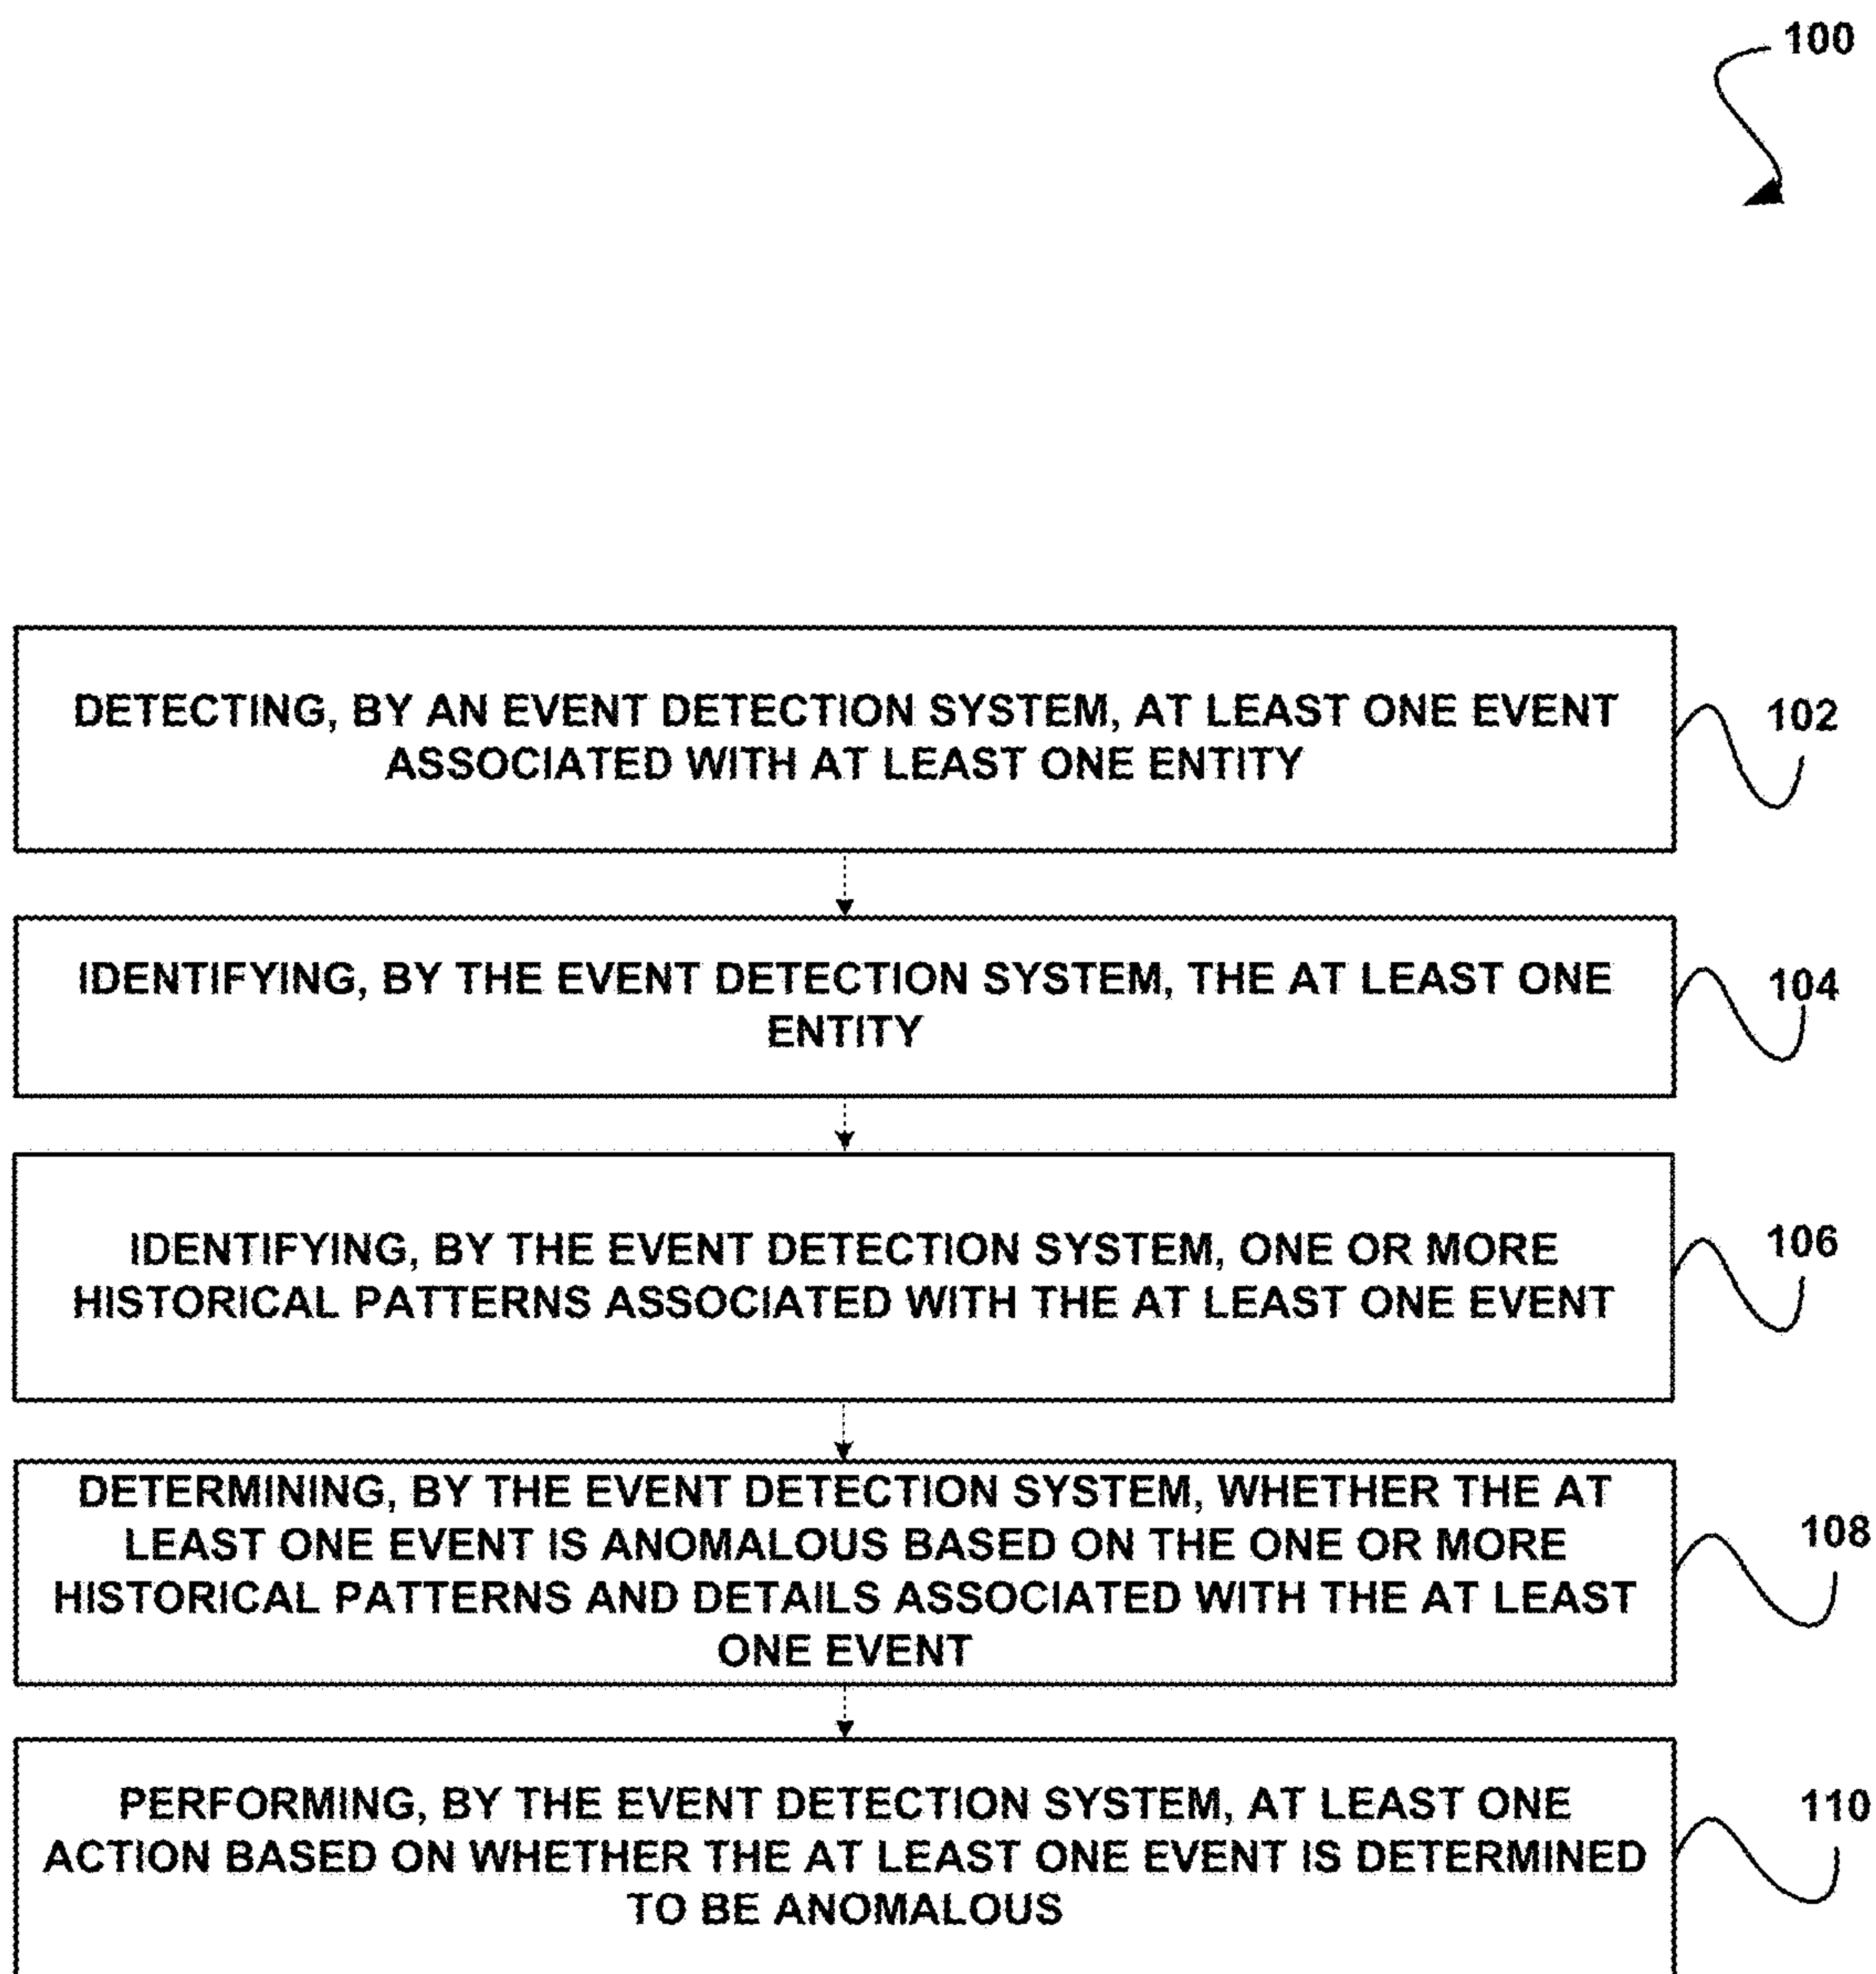 100
DETECTING, BY AN EVENT DETECTION SYSTEM, AT LEAST ONE EVENT
ASSOCIATED WITH AT LEAST ONE ENTITY
102
IDENTIFYING, BY THE EVENT DETECTION SYSTEM, THE AT LEAST ONE
ENTITY
104
IDENTIFYING, BY THE EVENT DETECTION SYSTEM, ONE OR MORE
HISTORICAL PATTERNS ASSOCIATED WITH THE AT LEAST ONE EVENT
106
DETERMINING, BY THE EVENT DETECTION SYSTEM, WHETHER THE AT
LEAST ONE EVENT IS ANOMALOUS BASED ON THE ONE OR MORE
HISTORICAL PATTERNS AND DETAILS ASSOCIATED WITH THE AT LEAST
ONE EVENT
108
PERFORMING, BY THE EVENT DETECTION SYSTEM, AT LEAST ONE
ACTION BASED ON WHETHER THE AT LEAST ONE EVENT IS DETERMINED
TO BE ANOMALOUS
110